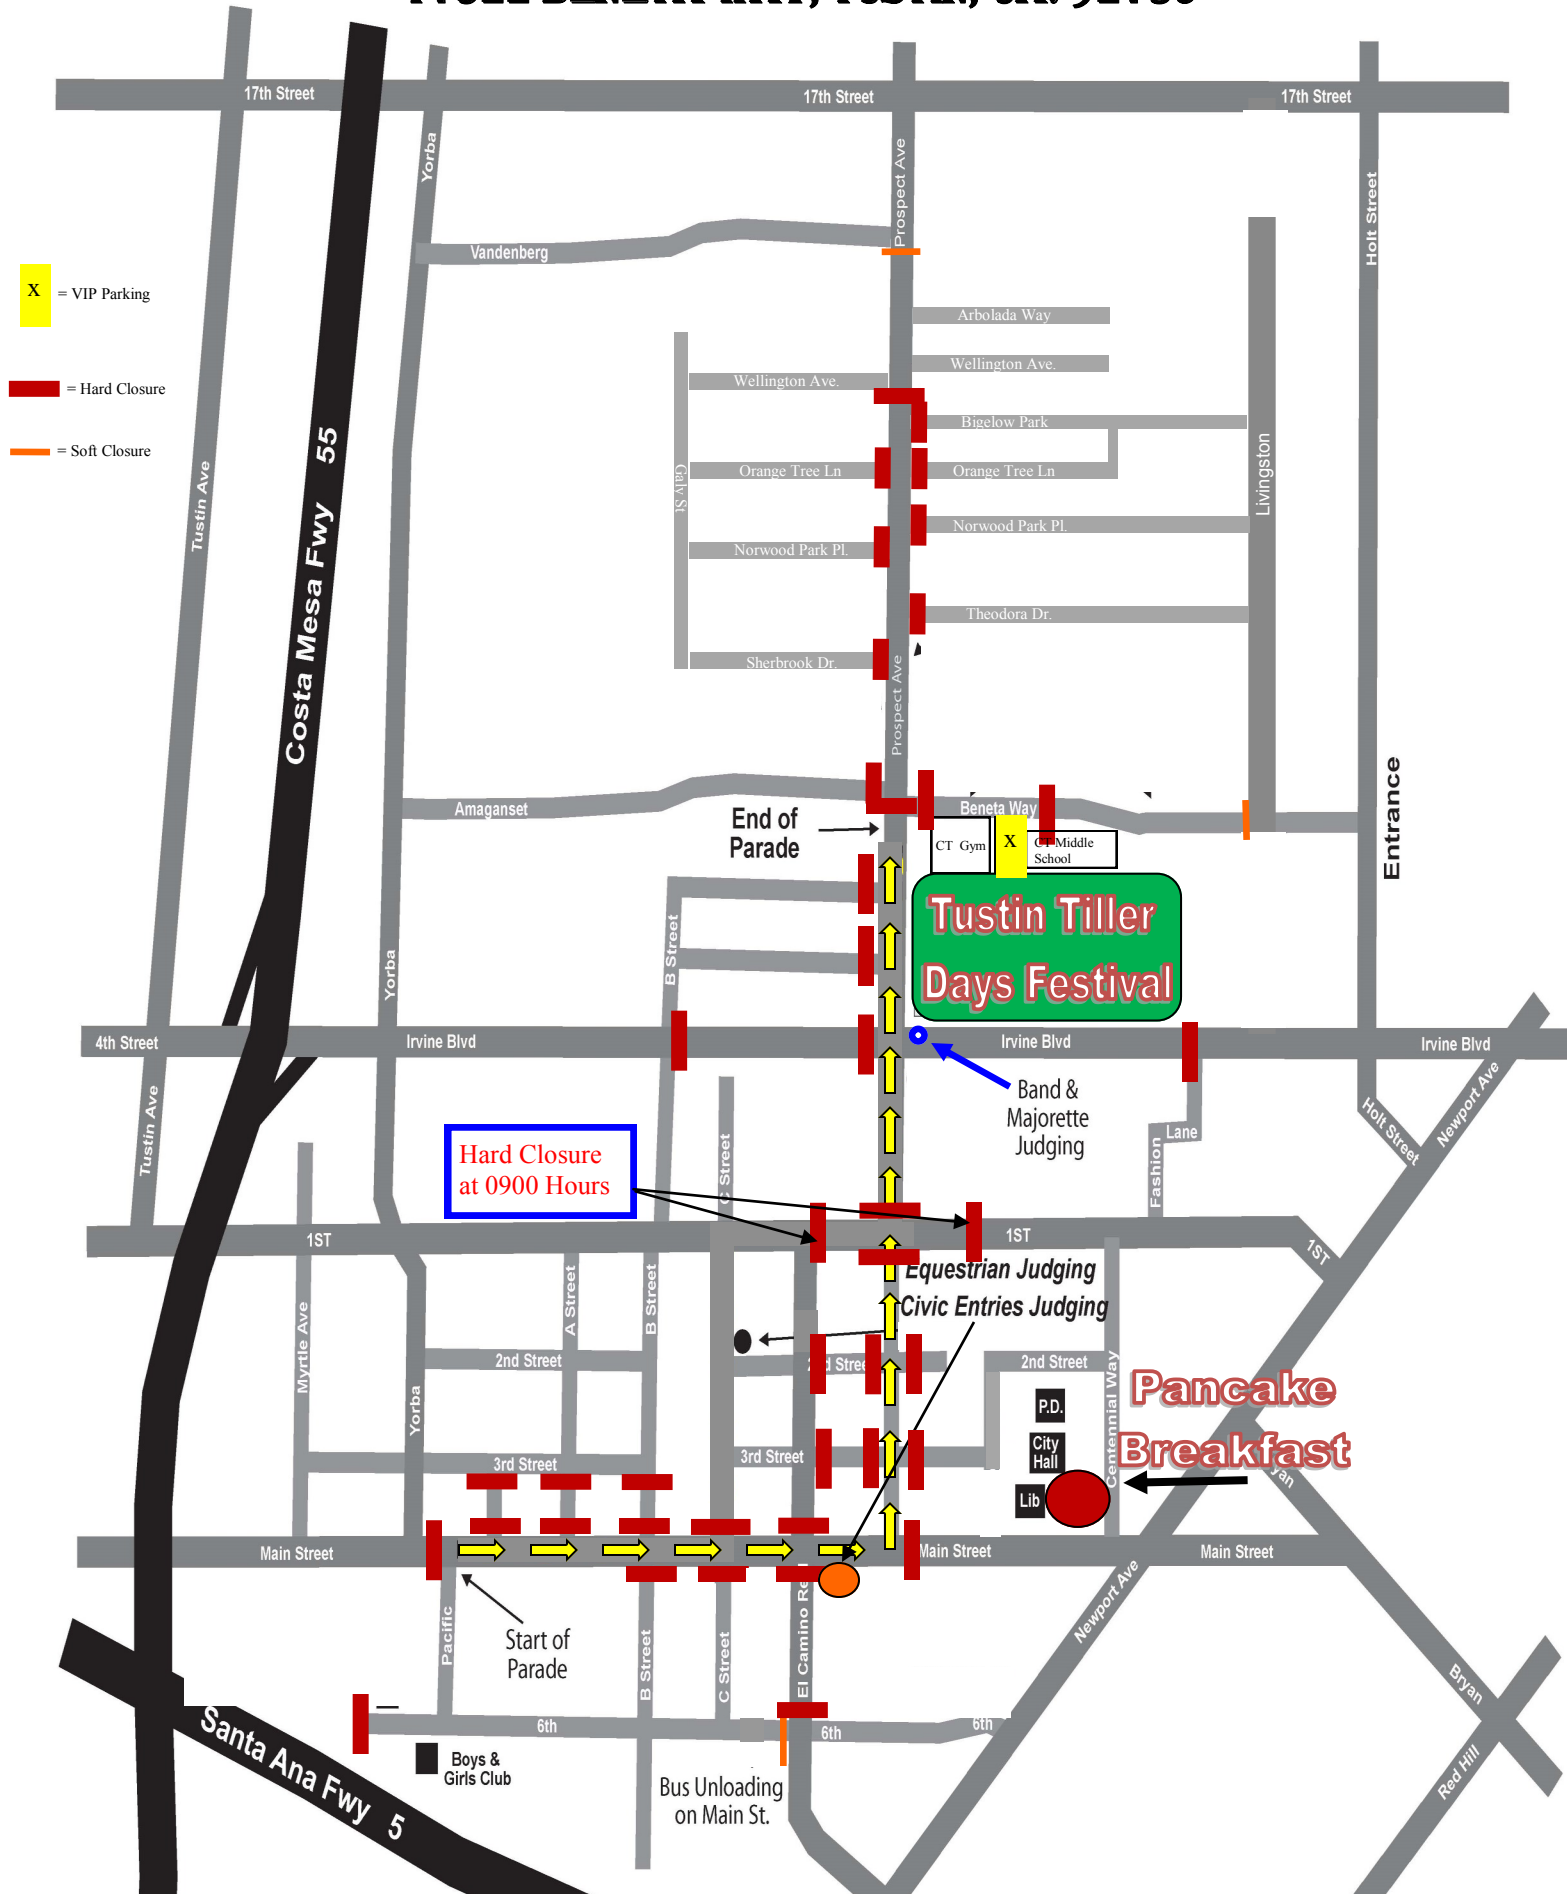 17th Street
17th Street
17th Street
Yorba
Prospect Ave
Holt Street
Vandenberg
X
= VIP Parking
= Hard Closure
= Soft Closure
Arbolada Way
Wellington Ave.
Wellington Ave.
Bigelow Park
Orange Tree Ln
Orange Tree Ln
Galy St
Livingston
Tustin Ave
Costa Mesa Fwy 55
Norwood Park Pl.
Norwood Park Pl.
Theodora Dr.
Sherbrook Dr.
Prospect Ave
Entrance
Amaganset
Beneta Way
End of
Parade
CT Gym
X
CT Middle
School
Tustin Tiller
Days Festival
B Street
Yorba
4th Street
Irvine Blvd
Irvine Blvd
Irvine Blvd
Band &
Majorette
Judging
Tustin Ave
Newport Ave
Holt Street
Fashion
Lane
Hard Closure
at 0900 Hours
C Street
1ST
1ST
1ST
Equestrian Judging
Civic Entries Judging
Myrtle Ave
A Street
B Street
2nd Street
2nd Street
2nd Street
Centennial Way
Pancake
Breakfast
P.D.
City
Hall
Lib
Yorba
3rd Street
3rd Street
Main Street
Main Street
Main Street
Start of
Parade
Pacific
B Street
C Street
El Camino Re
Newport Ave
Bryan
Red Hill
6th
6th
6th
Boys &
Girls Club
Bus Unloading
on Main St.
Santa Ana Fwy 5